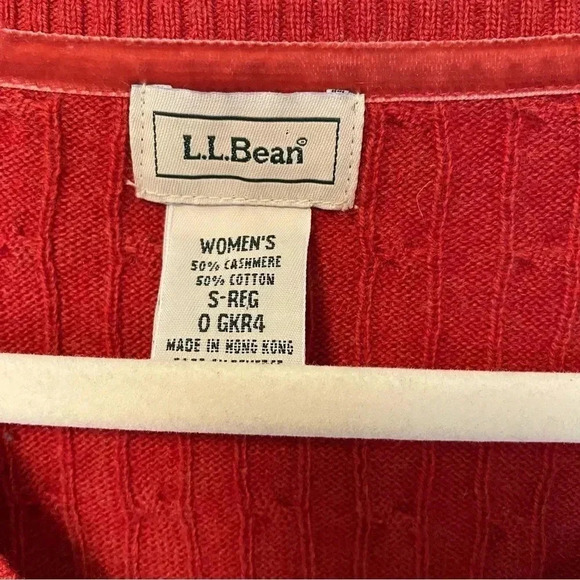 L.L.Bean®
WOMEN'S
50% CASHMERE
50% COTTON
S-REG
0 GKR4
MADE IN HONG KONG